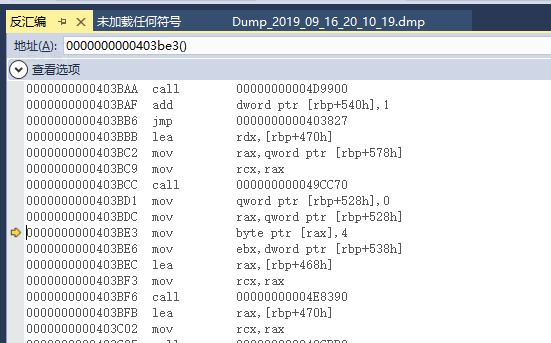 反汇编 未加载任何符号 Dump_2019_09_16_20_10_19.dmp
地址(A): 0000000000403be3()
查看选项
0000000000403BAA call 00000000004D9900
0000000000403BAF add dword ptr [rbp+540h],1
0000000000403BB6 jmp 0000000000403827
0000000000403BBB lea rdx,[rbp+470h]
0000000000403BC2 mov rax,qword ptr [rbp+578h]
0000000000403BC9 mov rcx,rax
0000000000403BCC call 000000000049CC70
0000000000403BD1 mov qword ptr [rbp+528h],0
0000000000403BDC mov rax,qword ptr [rbp+528h]
0000000000403BE3 mov byte ptr [rax],4
0000000000403BE6 mov ebx,dword ptr [rbp+538h]
0000000000403BEC lea rax,[rbp+468h]
0000000000403BF3 mov rcx,rax
0000000000403BF6 call 00000000004E8390
0000000000403BFB lea rax,[rbp+470h]
0000000000403C02 mov rcx,rax